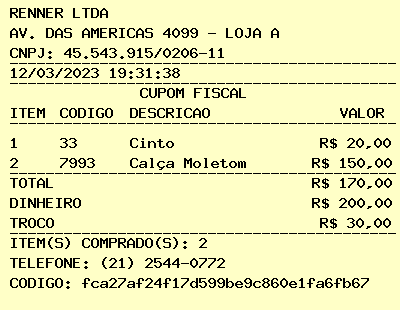 RENNER LTDA
AV. DAS AMERICAS 4099 - LOJA A
CNPJ: 45.543.915/0206-11
12/03/2023 19:31:38
CUPOM FISCAL
ITEM CODIGO DESCRICAO VALOR
1 33 Cinto R$ 20,00
2 7993 Calça Moletom R$ 150,00
TOTAL R$ 170,00
DINHEIRO R$ 200,00
TROCO R$ 30,00
ITEM(S) COMPRADO(S): 2
TELEFONE: (21) 2544-0772
CODIGO: fca27af24f17d599be9c860e1fa6fb67